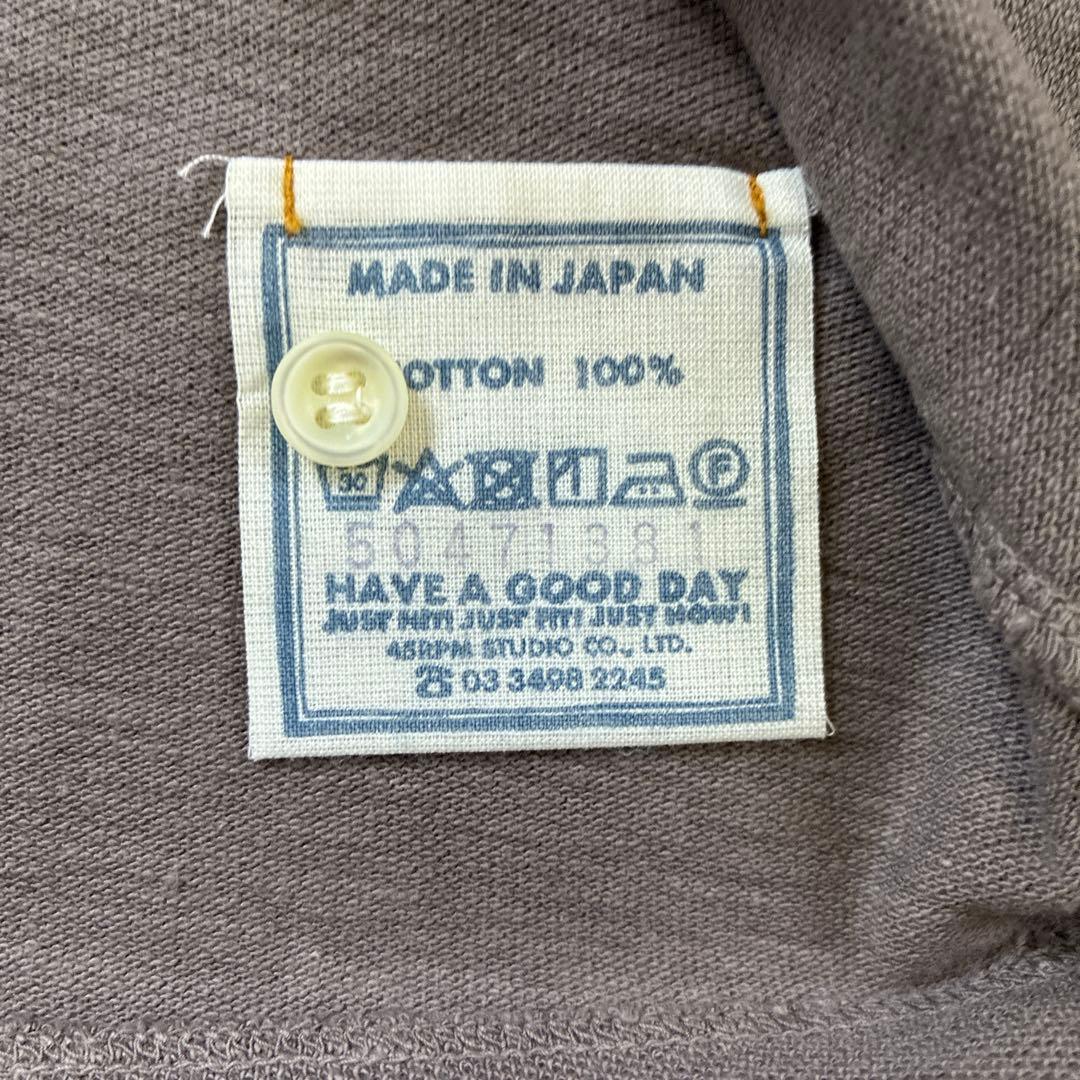 MADE IN JAPAN
OTTON 100%
30 F
50471381
HAVE A GOOD DAY
JUST HIT! JUST FIT! JUST NOW!
45RPM STUDIO CO., LTD.
☎ 03 3498 2245